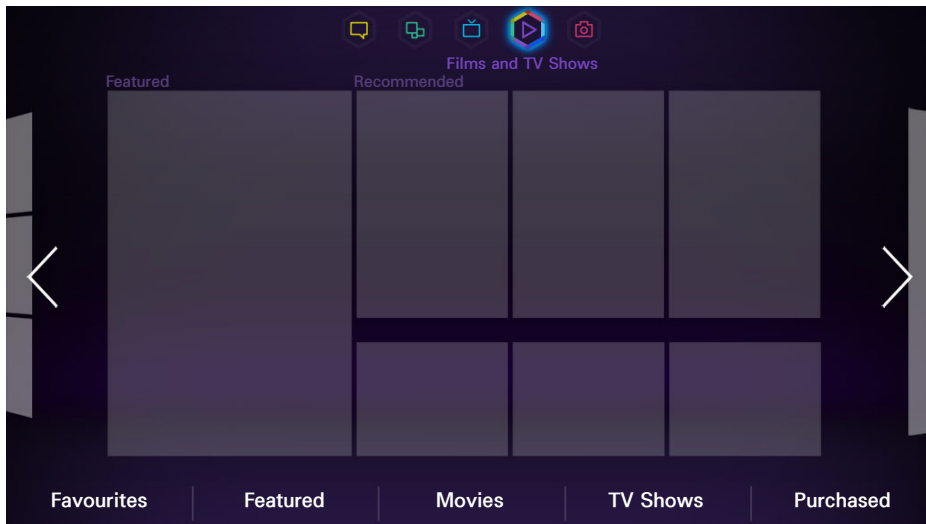 Films and TV Shows
Featured Recommended
Favourites Featured Movies TV Shows Purchased